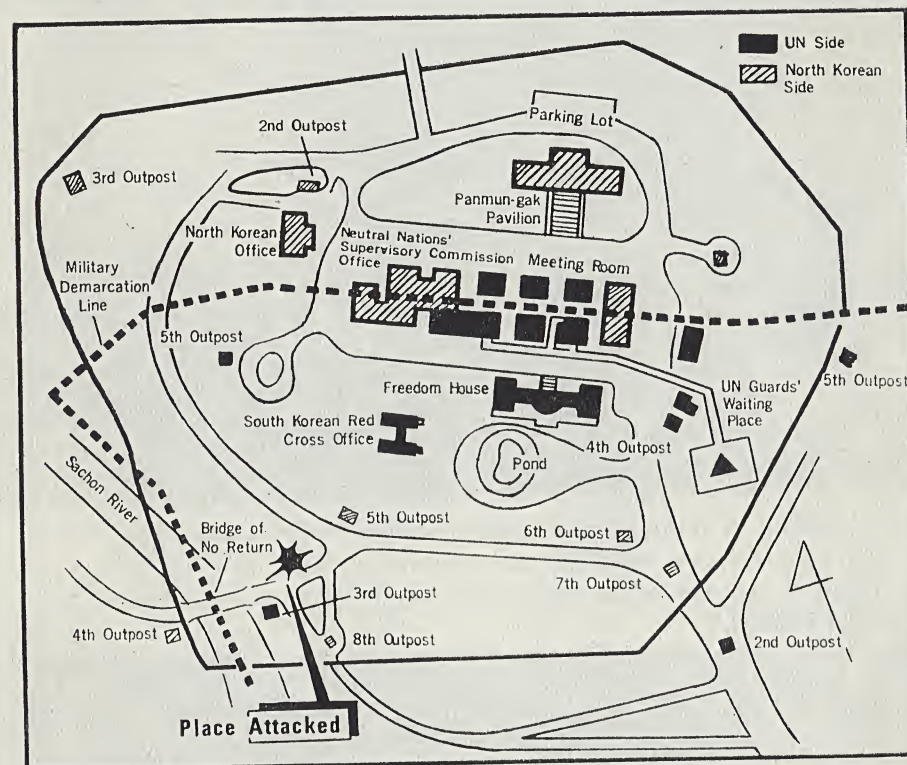 UN Side
North Korean
Side
Parking Lot
2nd Outpost
3rd Outpost
Panmun-gak
Pavilion
North Korean
Office
Neutral Nations'
Supervisory Commission
Office
Meeting Room
Military
Demarcation
Line
5th Outpost
5th Outpost
UN Guards'
Waiting
Place
Freedom House
South Korean Red
Cross Office
4th Outpost
Pond
Sachon River
5th Outpost
6th Outpost
Bridge of
No Return
7th Outpost
3rd Outpost
4th Outpost
8th Outpost
2nd Outpost
Place Attacked